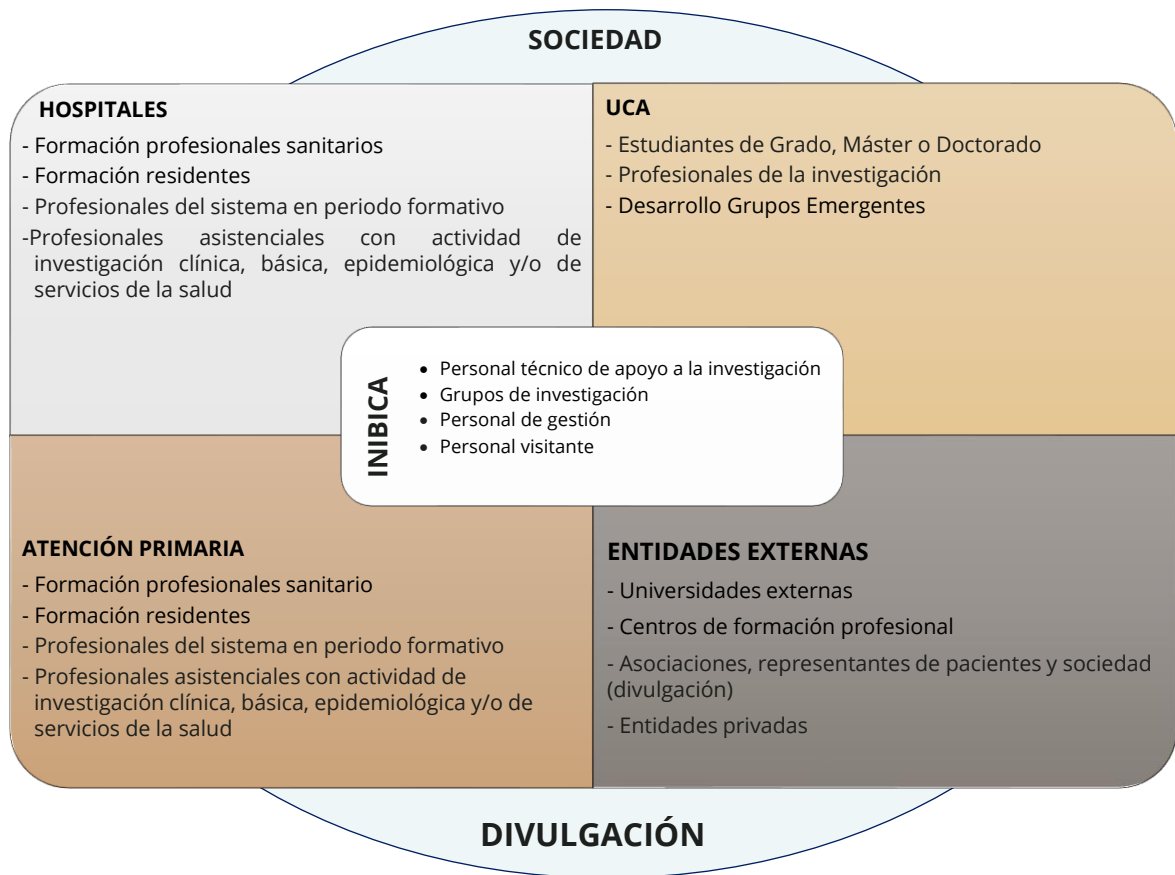 SOCIEDAD
HOSPITALES
- Formación profesionales sanitarios
- Formación residentes
- Profesionales del sistema en periodo formativo
-Profesionales asistenciales con actividad de
investigación clínica, básica, epidemiológica y/o de
servicios de la salud
UCA
- Estudiantes de Grado, Máster o Doctorado
- Profesionales de la investigación
- Desarrollo Grupos Emergentes
INIBICA
• Personal técnico de apoyo a la investigación
• Grupos de investigación
• Personal de gestión
• Personal visitante
ATENCIÓN PRIMARIA
- Formación profesionales sanitario
- Formación residentes
- Profesionales del sistema en periodo formativo
- Profesionales asistenciales con actividad de
investigación clínica, básica, epidemiológica y/o de
servicios de la salud
ENTIDADES EXTERNAS
- Universidades externas
- Centros de formación profesional
- Asociaciones, representantes de pacientes y sociedad
(divulgación)
- Entidades privadas
DIVULGACIÓN